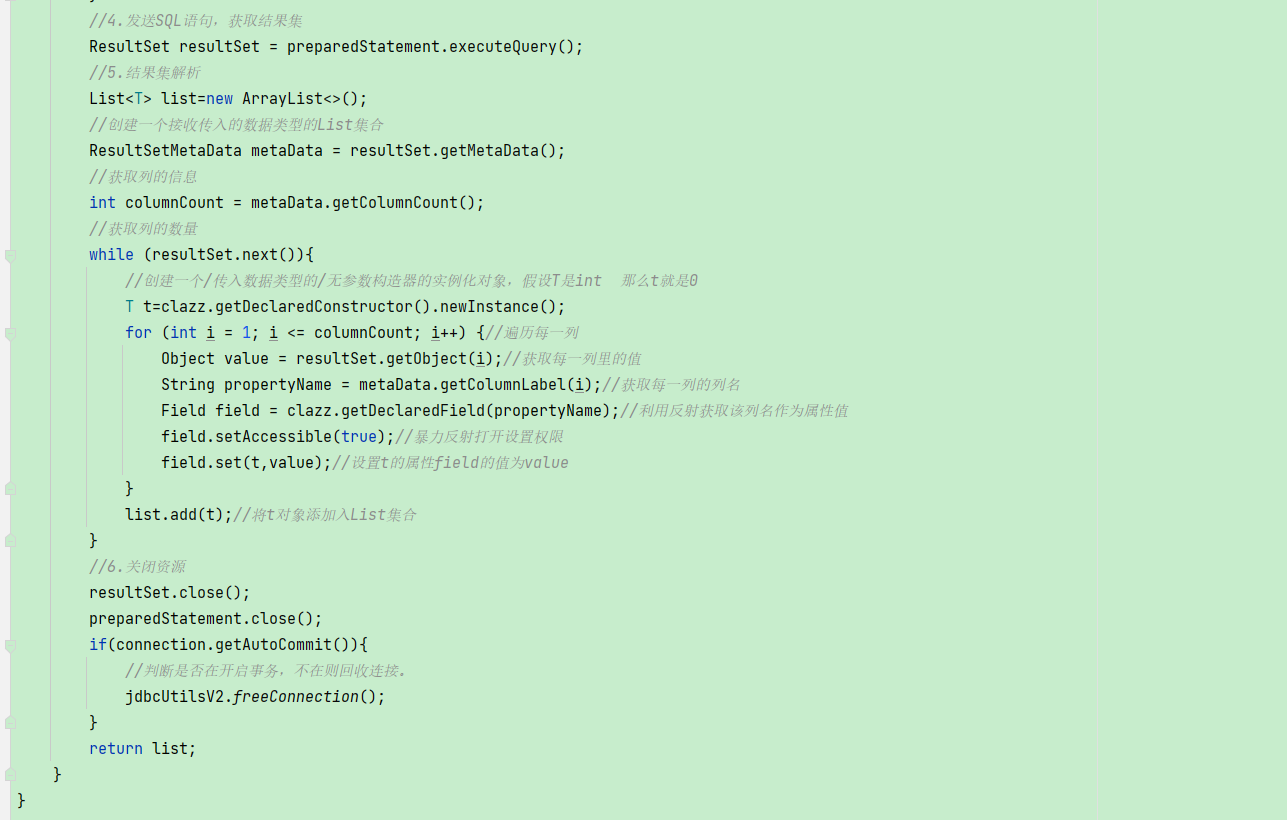 //4.发送SQL语句，获取结果集
ResultSet resultSet = preparedStatement.executeQuery();
//5.结果集解析
List<T> list=new ArrayList<>();
//创建一个接收传入的数据类型的List集合
ResultSetMetaData metaData = resultSet.getMetaData();
//获取列的信息
int columnCount = metaData.getColumnCount();
//获取列的数量
while (resultSet.next()){
//创建一个/传入数据类型的/无参数构造器的实例化对象，假设T是int  那么t就是0
T t=clazz.getDeclaredConstructor().newInstance();
for (int i = 1; i <= columnCount; i++) {//遍历每一列
Object value = resultSet.getObject(i);//获取每一列里的值
String propertyName = metaData.getColumnLabel(i);//获取每一列的列名
Field field = clazz.getDeclaredField(propertyName);//利用反射获取该列名作为属性值
field.setAccessible(true);//暴力反射打开设置权限
field.set(t,value);//设置t的属性field的值为value
}
list.add(t);//将t对象添加入List集合
}
//6.关闭资源
resultSet.close();
preparedStatement.close();
if(connection.getAutoCommit()){
//判断是否在开启事务，不在则回收连接.
jdbcUtilsV2.freeConnection();
}
return list;
}
}